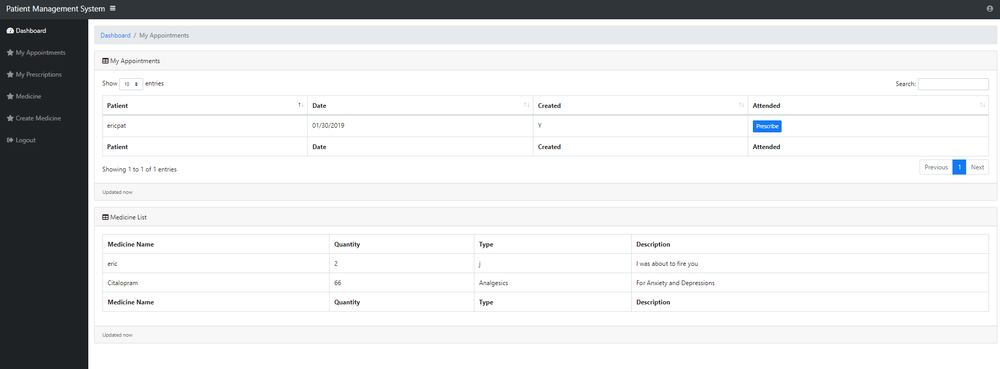 Patient Management System
Dashboard
My Appointments
My Prescriptions
Medicine
Create Medicine
Logout
Dashboard / My Appointments
My Appointments
Show 10 entries Search:
Patient Date Created Attended
ericpat 01/30/2019 Y Prescribe
Patient Date Created Attended
Showing 1 to 1 of 1 entries Previous 1 Next
Updated now
Medicine List
Medicine Name Quantity Type Description
eric 2 j I was about to fire you
Citalopram 66 Analgesics For Anxiety and Depressions
Medicine Name Quantity Type Description
Updated now